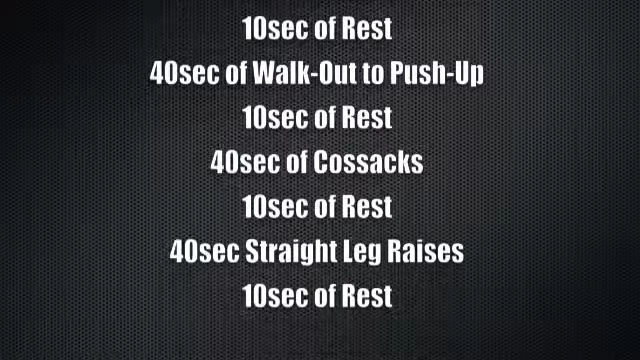 10sec of Rest
40sec of Walk-Out to Push-Up
10sec of Rest
40sec of Cossacks
10sec of Rest
40sec Straight Leg Raises
10sec of Rest